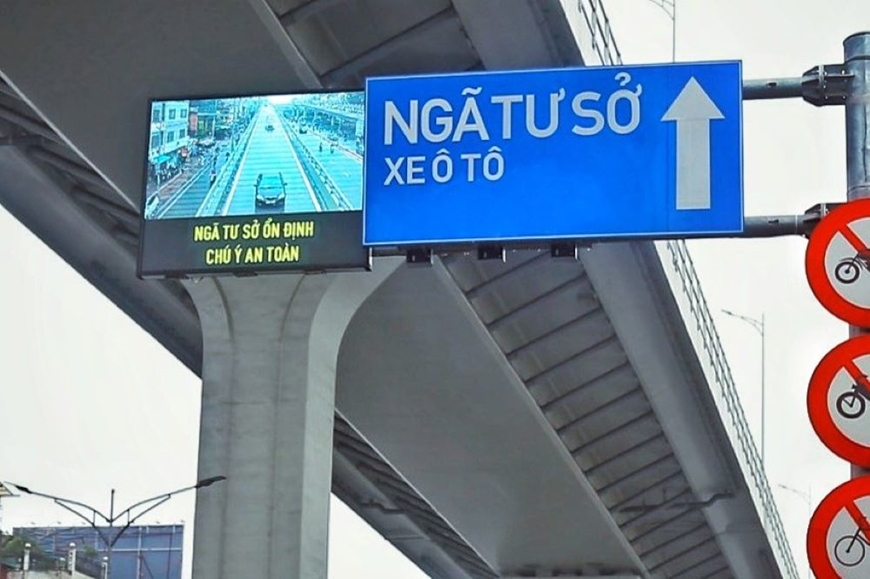 NGÃ TƯ SỞ ỔN ĐỊNH
CHÚ Ý AN TOÀN
NGÃ TƯ SỞ
XE Ô TÔ